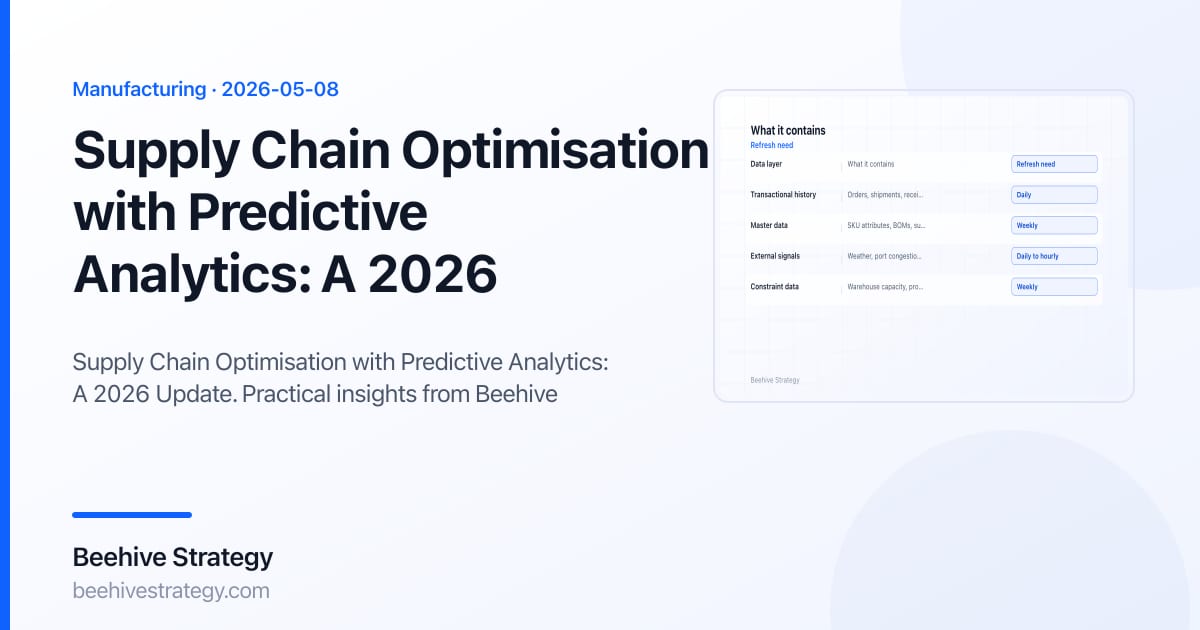 Manufacturing · 2026-05-08
Supply Chain Optimisation
with Predictive
Analytics: A 2026
Supply Chain Optimisation with Predictive Analytics:
A 2026 Update. Practical insights from Beehive
Beehive Strategy
beehivestrategy.com
What it contains
Refresh need
Data layer What it contains Refresh need
Transactional history Orders, shipments, recei... Daily
Master data SKU attributes, BOMs, su... Weekly
External signals Weather, port congestio... Daily to hourly
Constraint data Warehouse capacity, pro... Weekly
Beehive Strategy